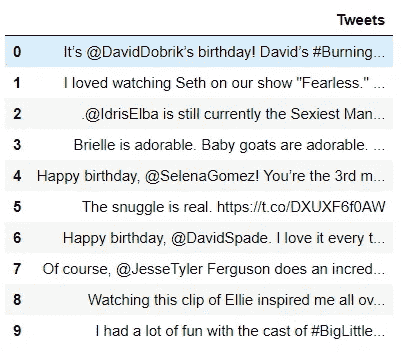 Tweets
0 It’s @DavidDobrik’s birthday! David’s #Burning...
1 I loved watching Seth on our show "Fearless." ...
2 .@IdrisElba is still currently the Sexiest Man...
3 Brielle is adorable. Baby goats are adorable. ...
4 Happy birthday, @SelenaGomez! You’re the 3rd m...
5 The snuggle is real. https://t.co/DXUXF6f0AW
6 Happy birthday, @DavidSpade. I love it every t...
7 Of course, @JesseTyler Ferguson does an incred...
8 Watching this clip of Ellie inspired me all ov...
9 I had a lot of fun with the cast of #BigLittle...